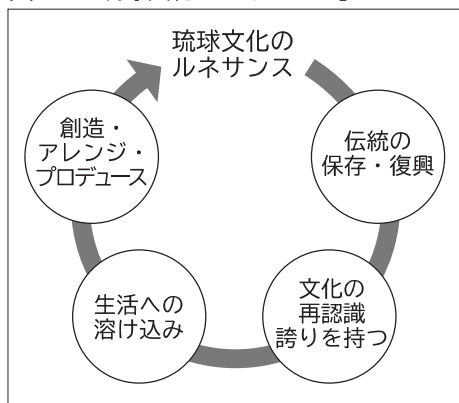 琉球文化の
ルネサンス
伝統の
保存・復興
文化の
再認識
誇りを持つ
生活への
溶け込み
創造・
アレンジ・
プロデュース